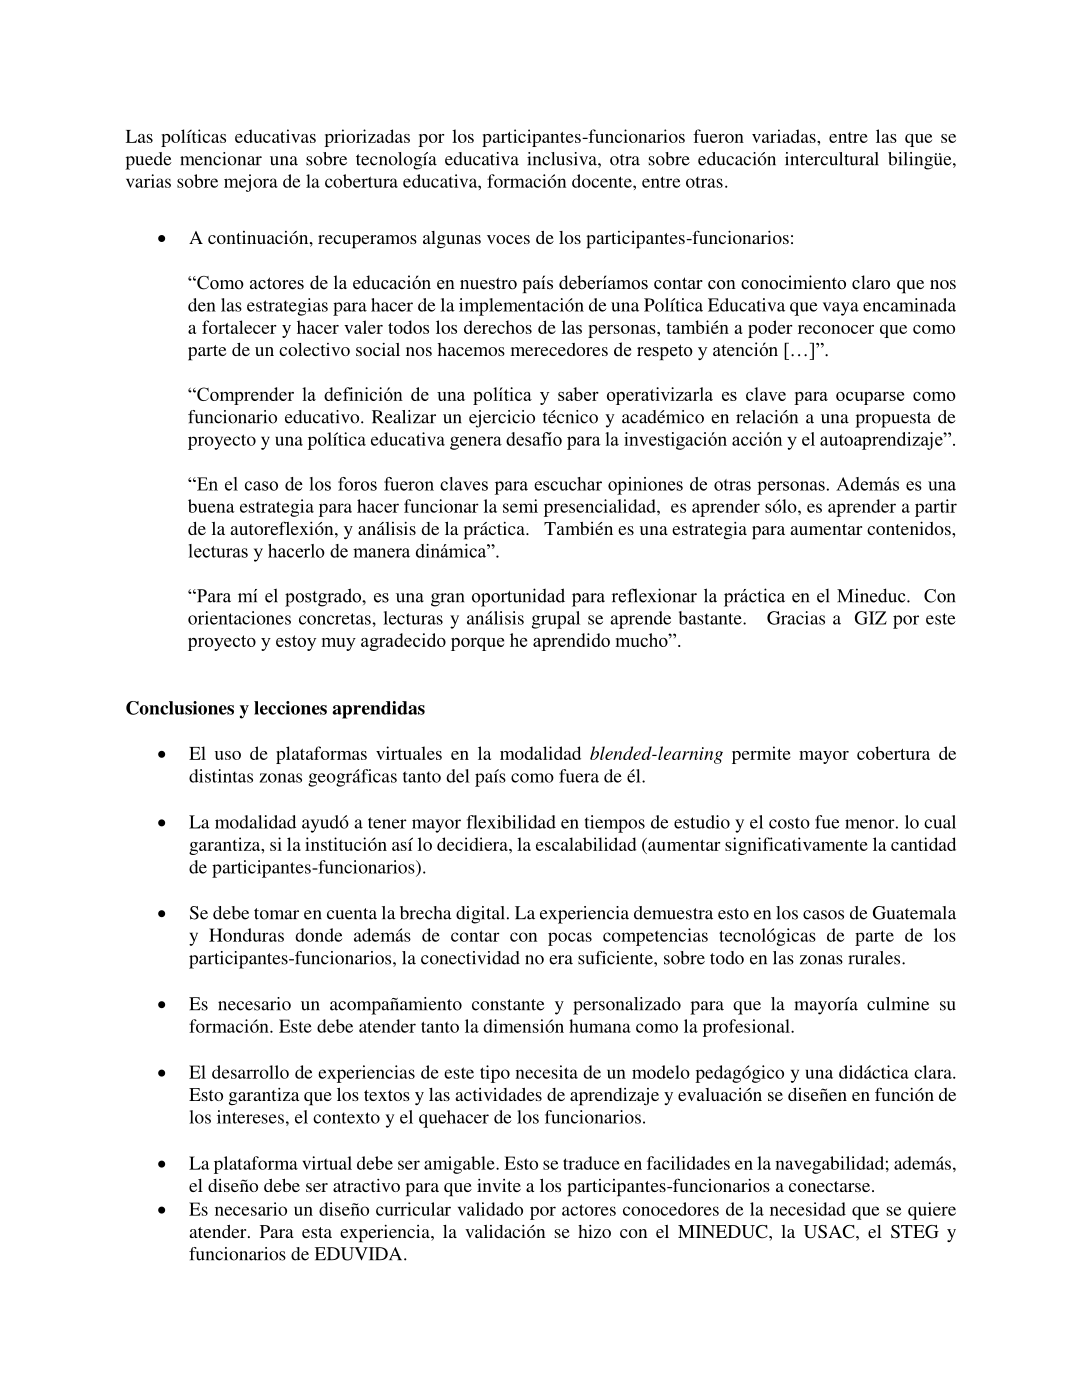 Las políticas educativas priorizadas por los participantes-funcionarios fueron variadas, entre las que se
puede mencionar una sobre tecnología educativa inclusiva, otra sobre educación intercultural bilingüe,
varias sobre mejora de la cobertura educativa, formación docente, entre otras.
• A continuación, recuperamos algunas voces de los participantes-funcionarios:
“Como actores de la educación en nuestro país deberíamos contar con conocimiento claro que nos
den las estrategias para hacer de la implementación de una Política Educativa que vaya encaminada
a fortalecer y hacer valer todos los derechos de las personas, también a poder reconocer que como
parte de un colectivo social nos hacemos merecedores de respeto y atención […]”.
“Comprender la definición de una política y saber operativizarla es clave para ocuparse como
funcionario educativo. Realizar un ejercicio técnico y académico en relación a una propuesta de
proyecto y una política educativa genera desafío para la investigación acción y el autoaprendizaje”.
“En el caso de los foros fueron claves para escuchar opiniones de otras personas. Además es una
buena estrategia para hacer funcionar la semi presencialidad, es aprender sólo, es aprender a partir
de la autoreflexión, y análisis de la práctica. También es una estrategia para aumentar contenidos,
lecturas y hacerlo de manera dinámica”.
“Para mí el postgrado, es una gran oportunidad para reflexionar la práctica en el Mineduc. Con
orientaciones concretas, lecturas y análisis grupal se aprende bastante. Gracias a GIZ por este
proyecto y estoy muy agradecido porque he aprendido mucho”.
Conclusiones y lecciones aprendidas
• El uso de plataformas virtuales en la modalidad blended-learning permite mayor cobertura de
distintas zonas geográficas tanto del país como fuera de él.
• La modalidad ayudó a tener mayor flexibilidad en tiempos de estudio y el costo fue menor. lo cual
garantiza, si la institución así lo decidiera, la escalabilidad (aumentar significativamente la cantidad
de participantes-funcionarios).
• Se debe tomar en cuenta la brecha digital. La experiencia demuestra esto en los casos de Guatemala
y Honduras donde además de contar con pocas competencias tecnológicas de parte de los
participantes-funcionarios, la conectividad no era suficiente, sobre todo en las zonas rurales.
• Es necesario un acompañamiento constante y personalizado para que la mayoría culmine su
formación. Este debe atender tanto la dimensión humana como la profesional.
• El desarrollo de experiencias de este tipo necesita de un modelo pedagógico y una didáctica clara.
Esto garantiza que los textos y las actividades de aprendizaje y evaluación se diseñen en función de
los intereses, el contexto y el quehacer de los funcionarios.
• La plataforma virtual debe ser amigable. Esto se traduce en facilidades en la navegabilidad; además,
el diseño debe ser atractivo para que invite a los participantes-funcionarios a conectarse.
• Es necesario un diseño curricular validado por actores conocedores de la necesidad que se quiere
atender. Para esta experiencia, la validación se hizo con el MINEDUC, la USAC, el STEG y
funcionarios de EDUVIDA.